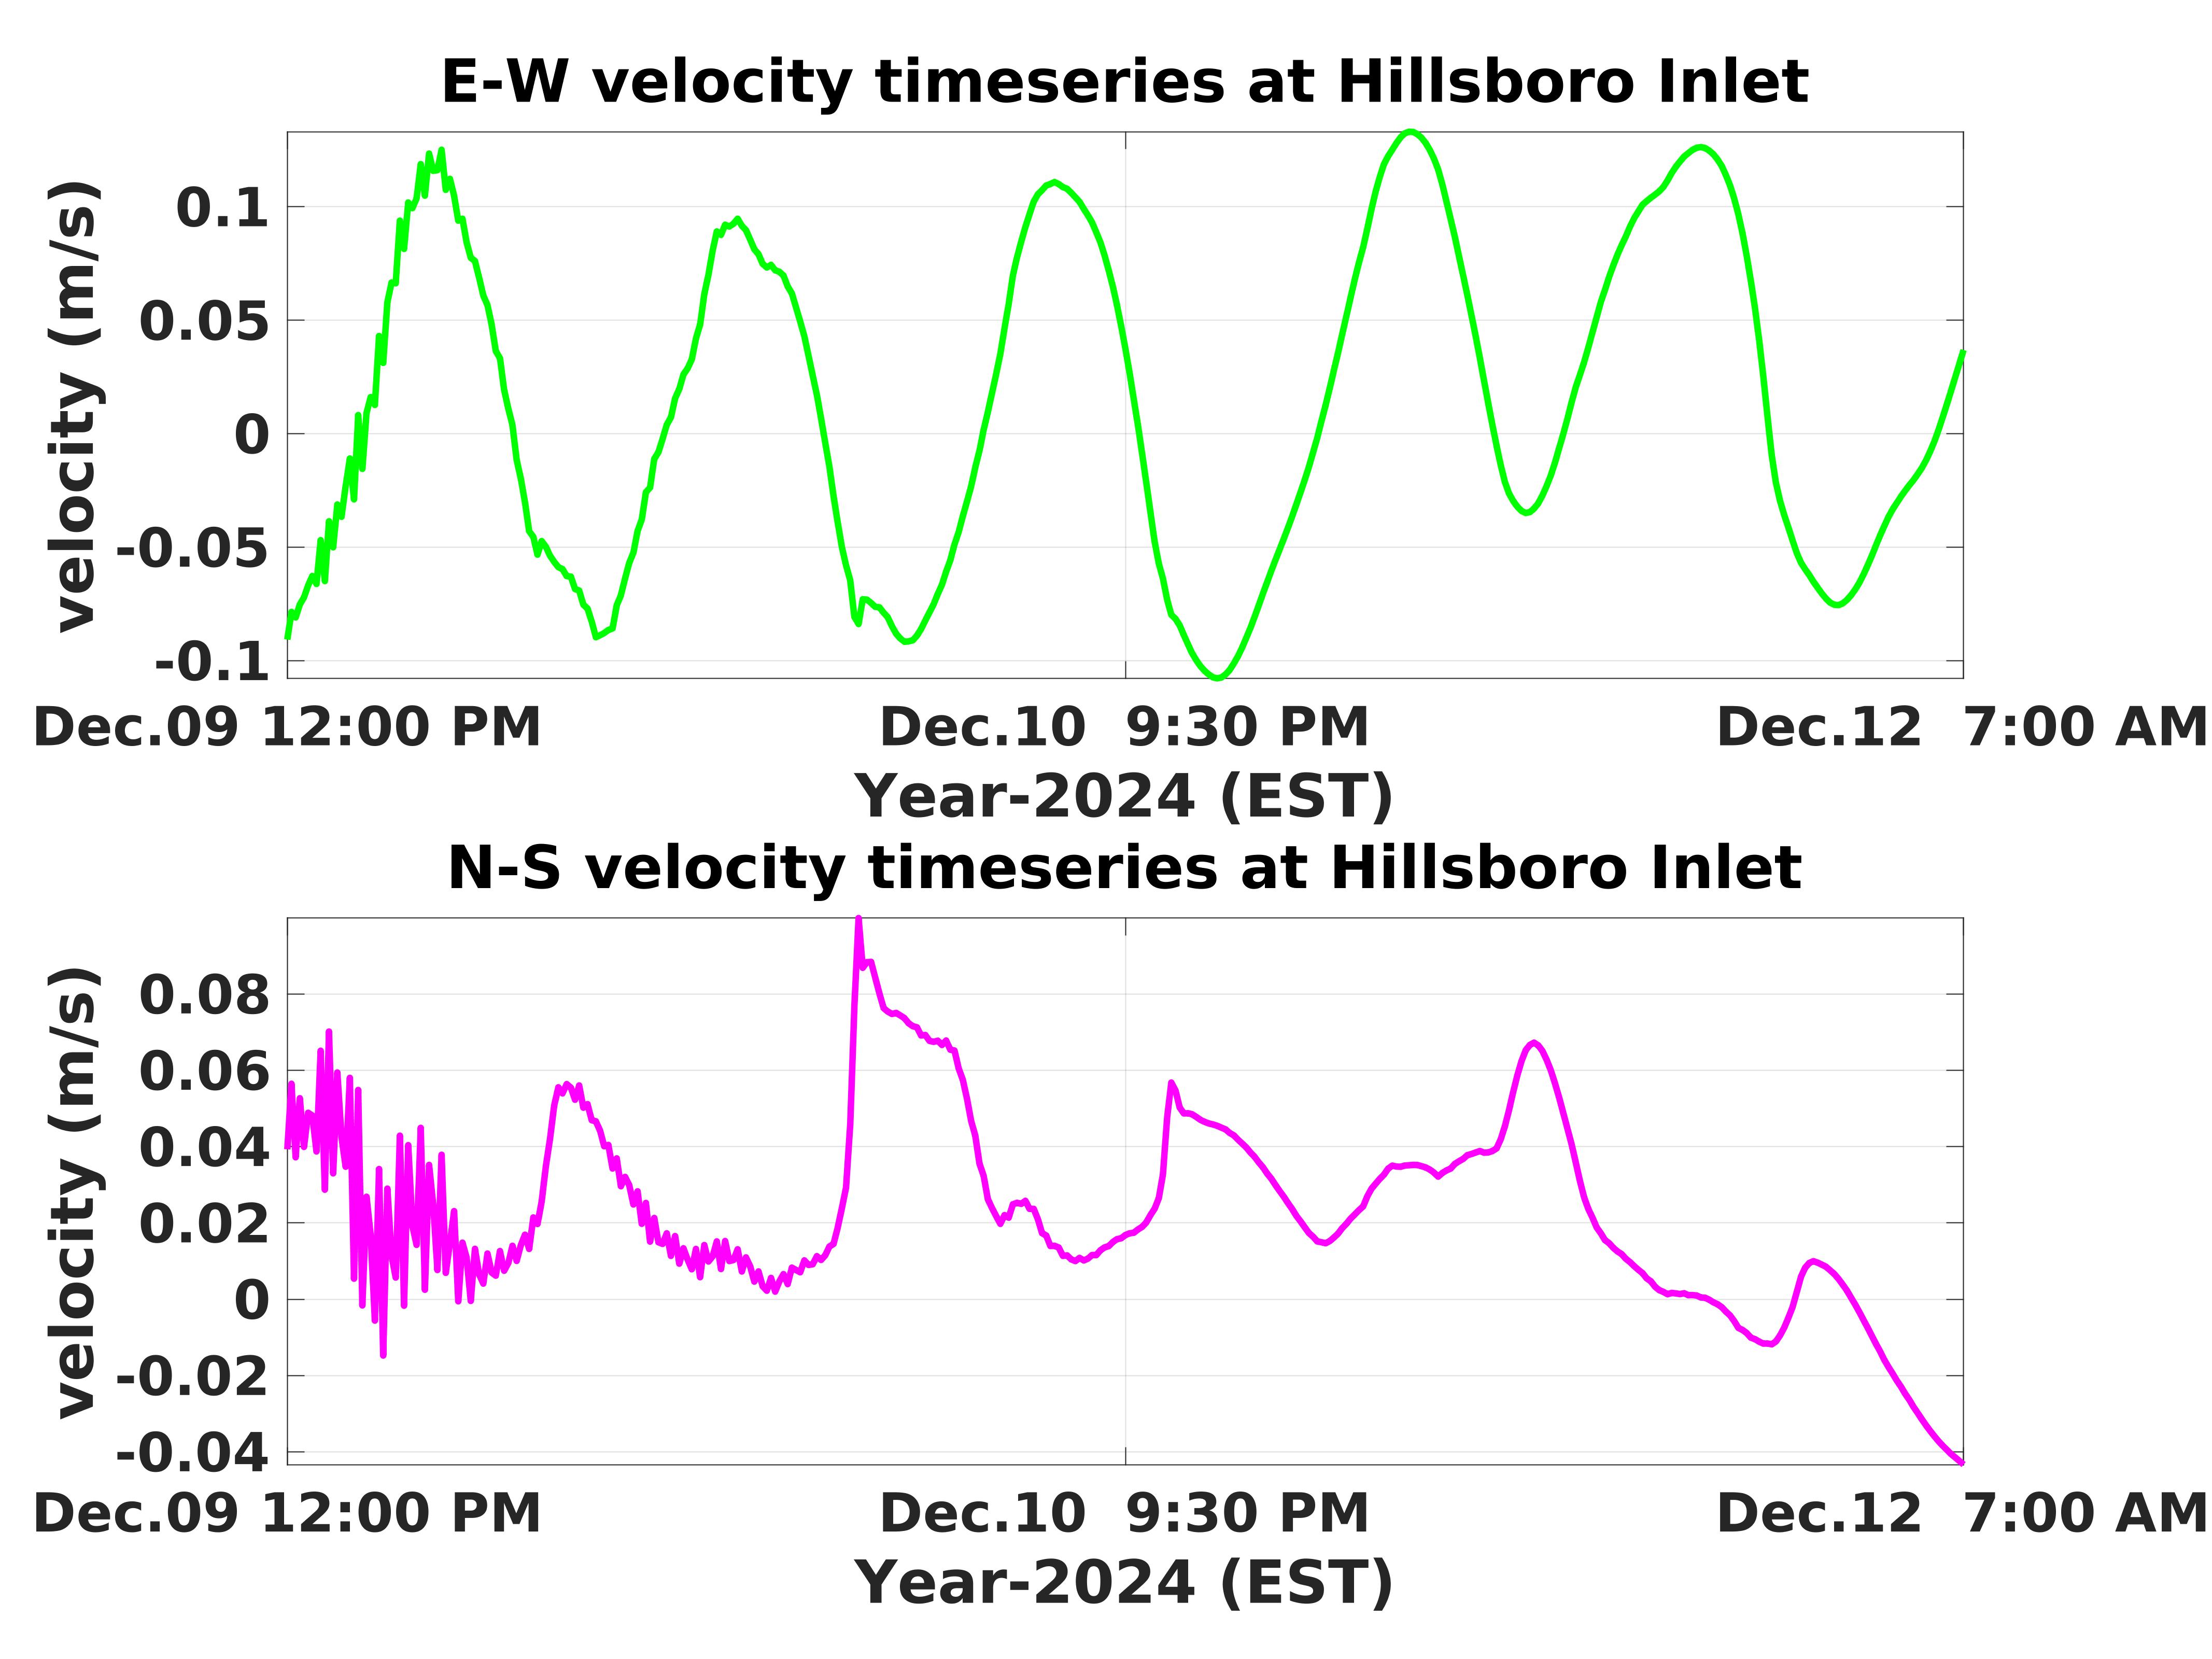 E-W velocity timeseries at Hillsboro Inlet
velocity (m/s)
0.1
0.05
0
-0.05
-0.1
Dec.09 12:00 PM Dec.10 9:30 PM Dec.12 7:00 AM
Year-2024 (EST)
N-S velocity timeseries at Hillsboro Inlet
velocity (m/s)
0.08
0.06
0.04
0.02
0
-0.02
-0.04
Dec.09 12:00 PM Dec.10 9:30 PM Dec.12 7:00 AM
Year-2024 (EST)